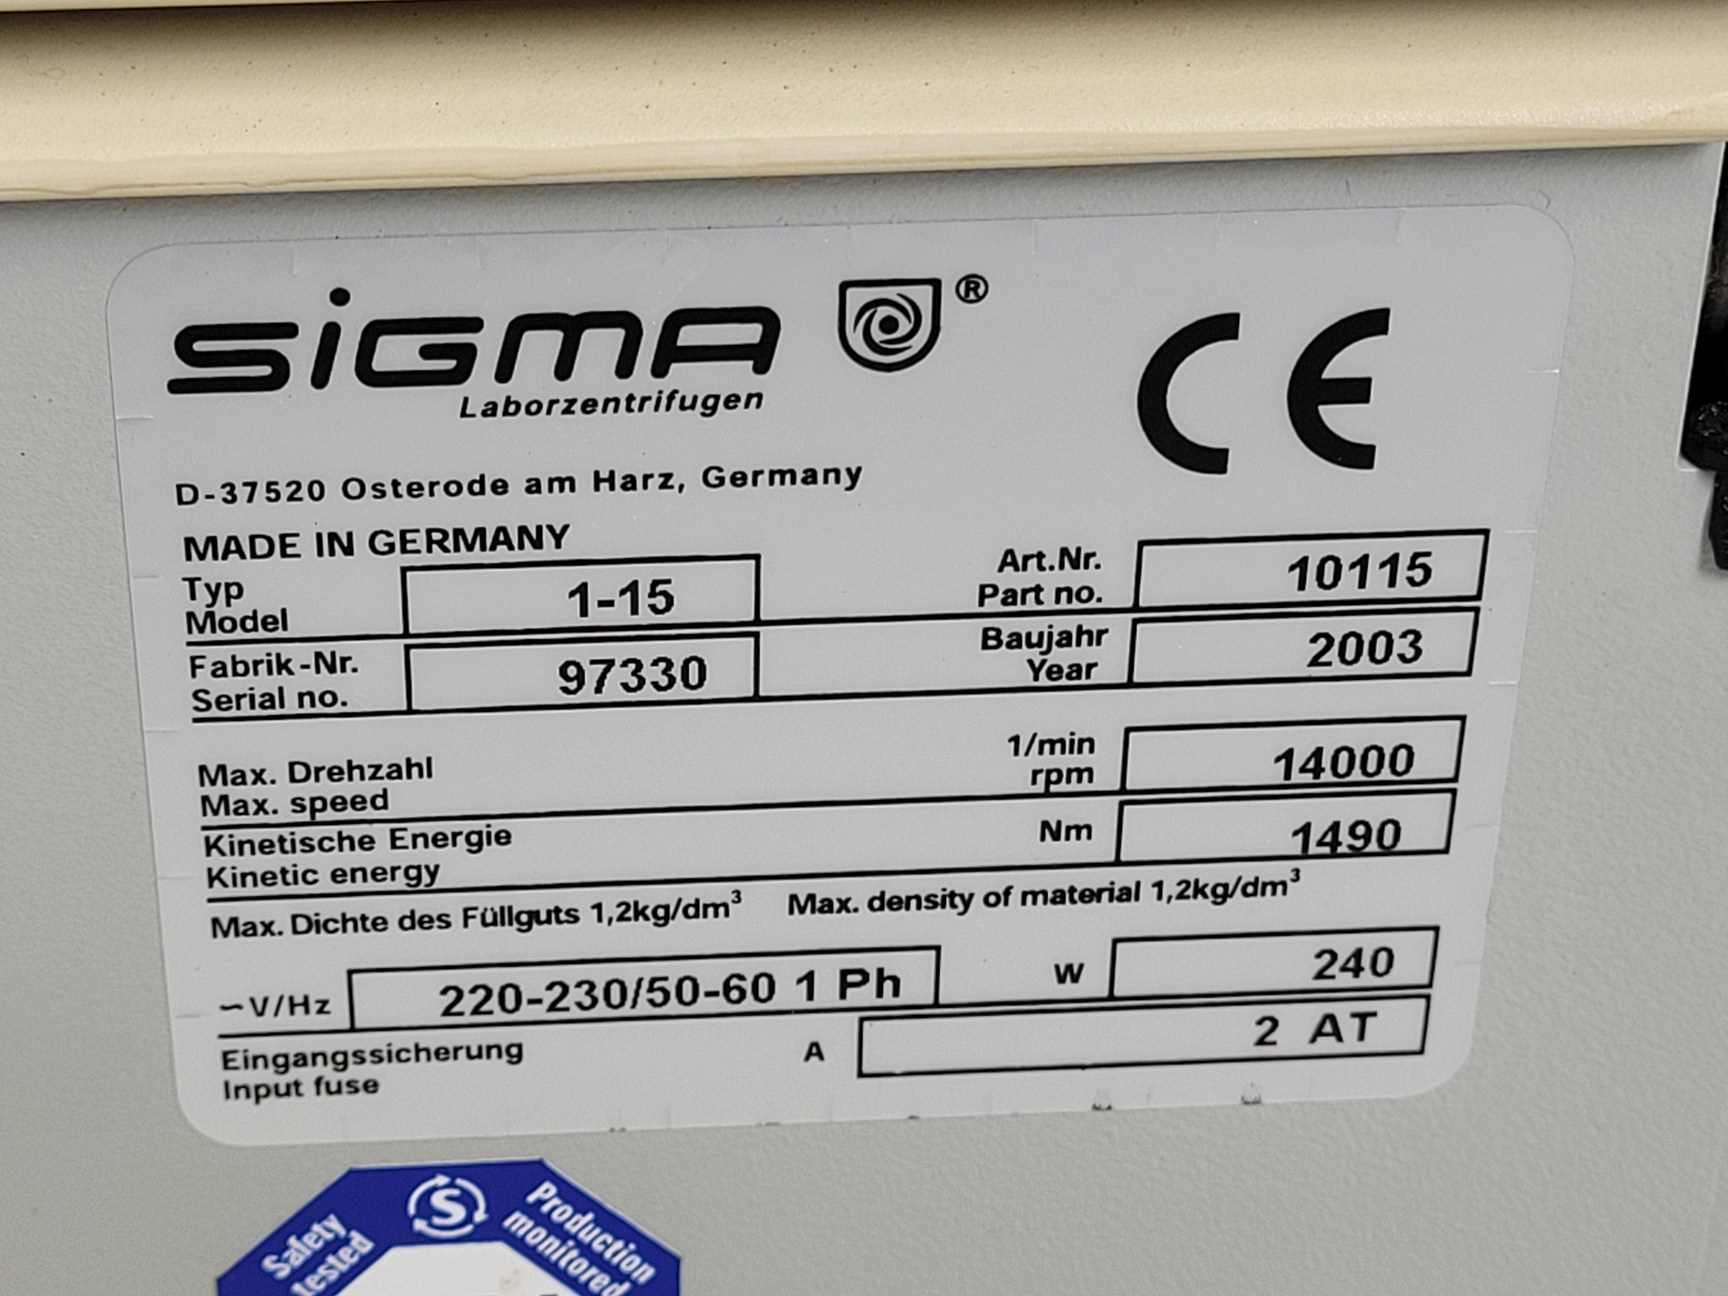 SiGMA ®
Laborzentrifugen
CE
D-37520 Osterode am Harz, Germany
MADE IN GERMANY
Typ
Model
1-15
Art.Nr.
Part no.
10115
Fabrik-Nr.
Serial no.
97330
Baujahr
Year
2003
Max. Drehzahl
Max. speed
1/min
rpm
14000
Kinetische Energie
Kinetic energy
Nm
1490
Max. Dichte des Füllguts 1,2kg/dm³ Max. density of material 1,2kg/dm³
~V/Hz
220-230/50-60 1 Ph
W
240
Eingangssicherung
Input fuse
A
2 AT
Safety
tested
S
Production
monitored